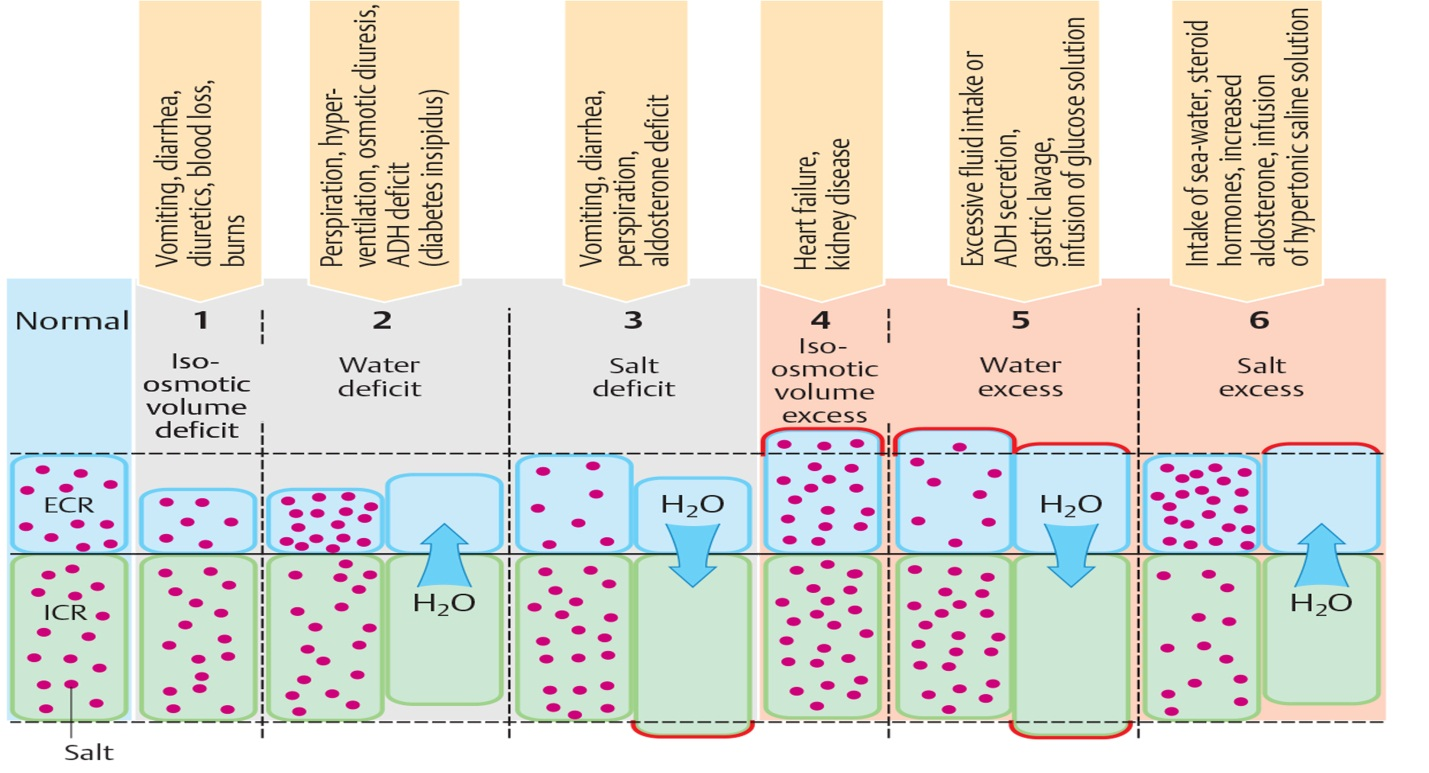 Vomiting, diarrhea,
diuretics, blood loss,
burns
Perspiration, hyper-
ventilation, osmotic diuresis,
ADH deficit
(diabetes insipidus)
Vomiting, diarrhea,
perspiration,
aldosterone deficit
Heart failure,
kidney disease
Excessive fluid intake or
ADH secretion,
gastric lavage,
infusion of glucose solution
Intake of sea-water, steroid
hormones, increased
aldosterone, infusion
of hypertonic saline solution
Normal
1
Iso-
osmotic
volume
deficit
2
Water
deficit
3
Salt
deficit
4
Iso-
osmotic
volume
excess
5
Water
excess
6
Salt
excess
ECR
H₂O
H₂O
ICR
H₂O
H₂O
Salt